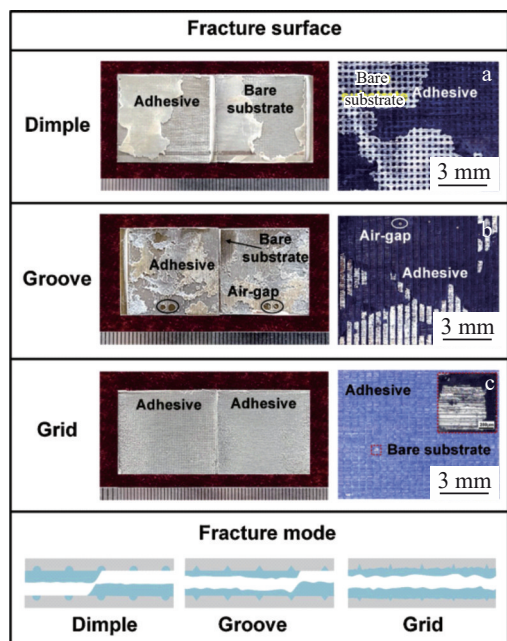 Fracture surface
Dimple
Adhesive
Bare
substrate
a
Bare
substrate
Adhesive
3 mm
Groove
Adhesive
Bare
substrate
Air-gap
b
Air-gap
Adhesive
3 mm
Grid
Adhesive
Adhesive
c
Adhesive
Bare substrate
3 mm
Fracture mode
Dimple
Groove
Grid